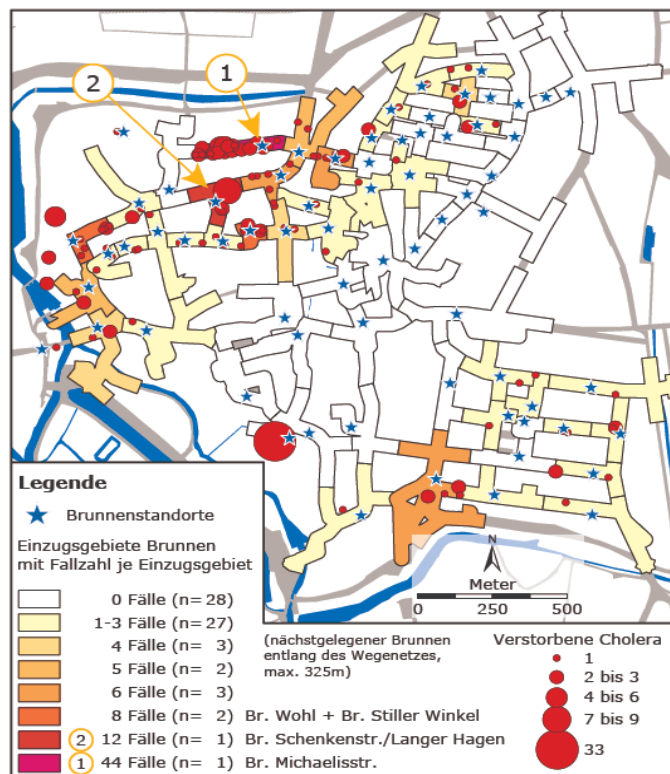 1
2
N
Meter
0 250 500
Legende
Brunnenstandorte
Einzugsgebiete Brunnen
mit Fallzahl je Einzugsgebiet
0 Fälle (n= 28)
1-3 Fälle (n= 27)
4 Fälle (n= 3)
5 Fälle (n= 2)
6 Fälle (n= 3)
8 Fälle (n= 2) Br. Wohl + Br. Stiller Winkel
2 12 Fälle (n= 1) Br. Schenkenstr./Langer Hagen
1 44 Fälle (n= 1) Br. Michaelisstr.
(nächstgelegener Brunnen
entlang des Wegenetzes,
max. 325m)
Verstorbene Cholera
1
2 bis 3
4 bis 6
7 bis 9
33